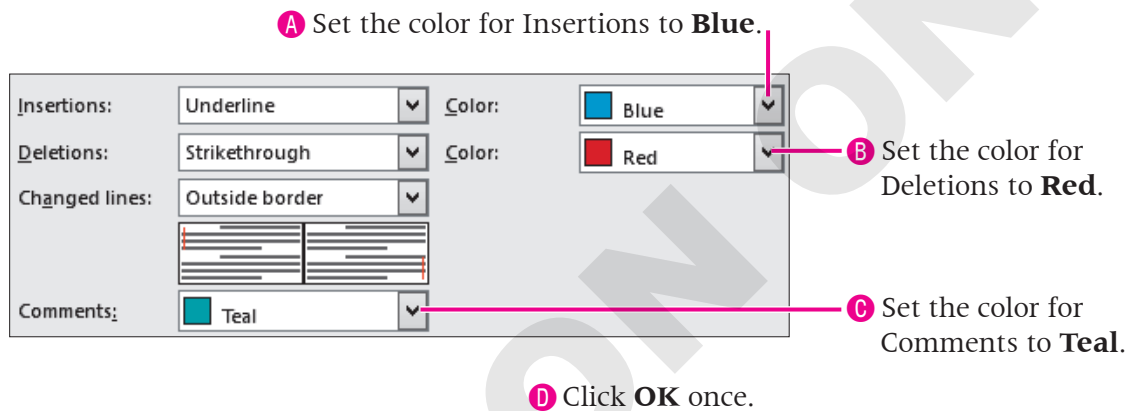 A Set the color for Insertions to Blue.
Insertions: Underline Color: Blue
Deletions: Strikethrough Color: Red
B Set the color for
Deletions to Red.
Changed lines: Outside border
Comments: Teal
C Set the color for
Comments to Teal.
D Click OK once.
ON ON